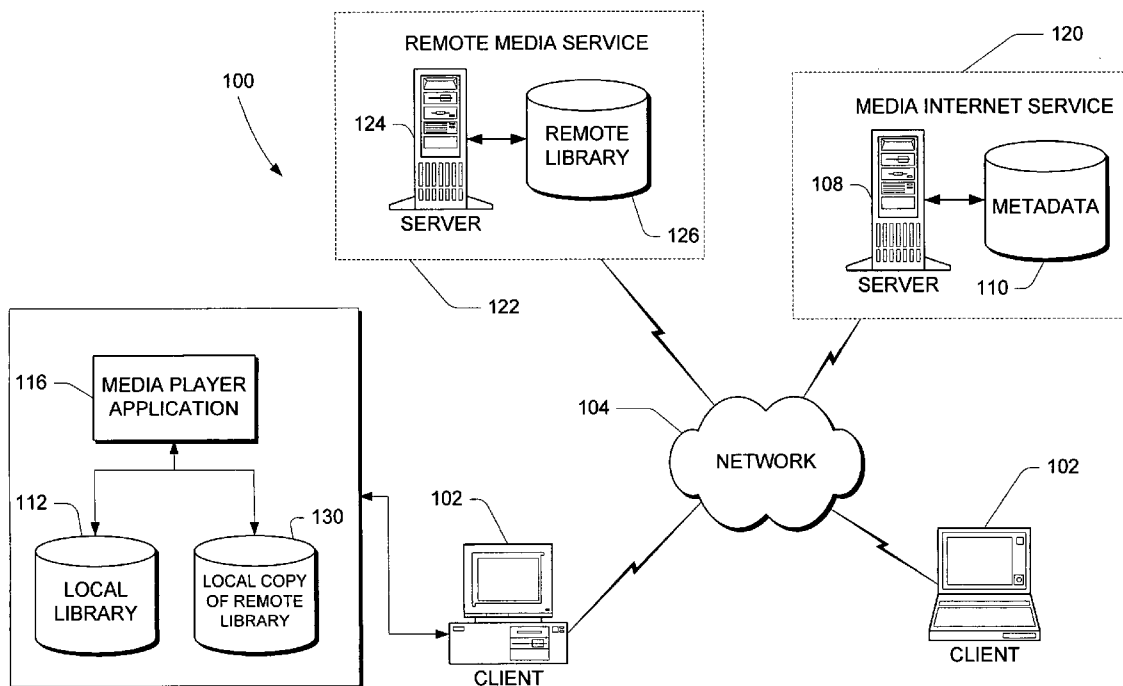 REMOTE MEDIA SERVICE
124
REMOTE
LIBRARY
SERVER
126
122
100
120
MEDIA INTERNET SERVICE
108
METADATA
SERVER
110
116
MEDIA PLAYER
APPLICATION
112
LOCAL
LIBRARY
130
LOCAL COPY
OF REMOTE
LIBRARY
104
NETWORK
102
CLIENT
102
CLIENT